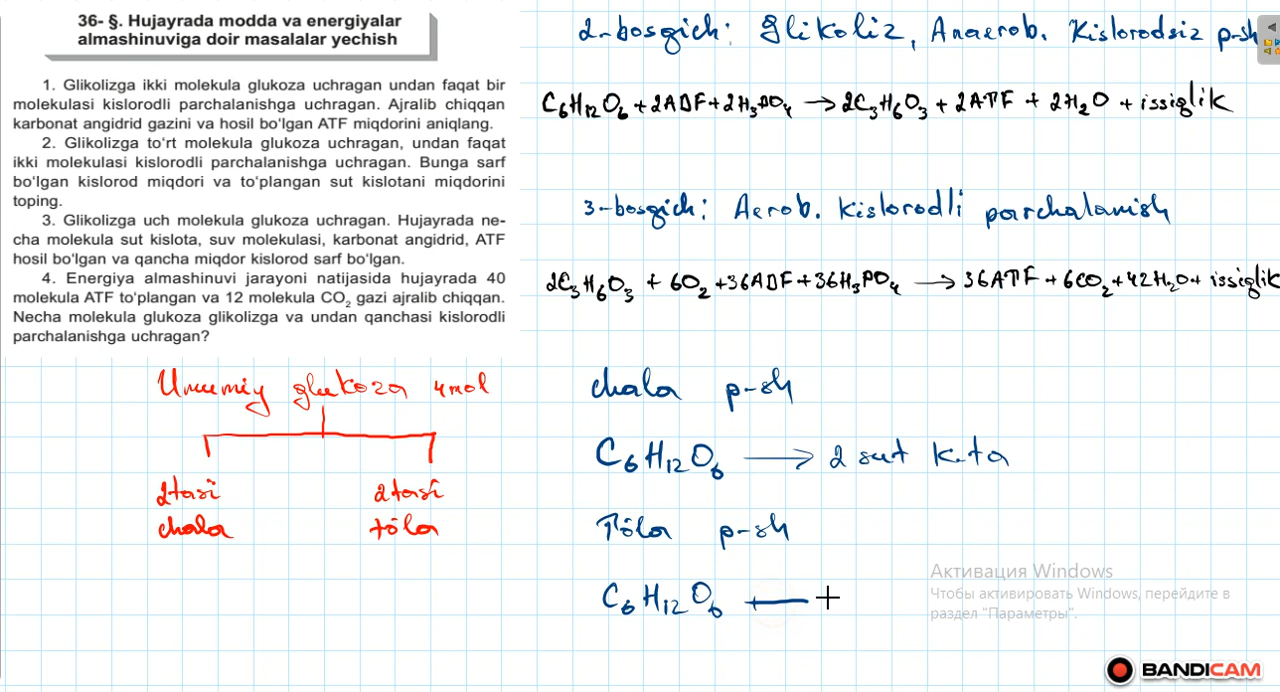 36- §. Hujayrada modda va energiyalar
almashinuviga doir masalalar yechish
1. Glikolizga ikki molekula glukoza uchragan undan faqat bir
molekulasi kislorodli parchalanishga uchragan. Ajralib chiqqan
karbonat angidrid gazini va hosil bo‘lgan ATF miqdorini aniqlang.
2. Glikolizga to‘rt molekula glukoza uchragan, undan faqat
ikki molekulasi kislorodli parchalanishga uchragan. Bunga sarf
bo‘lgan kislorod miqdori va to‘plangan sut kislotani miqdorini
toping.
3. Glikolizga uch molekula glukoza uchragan. Hujayrada ne-
cha molekula sut kislota, suv molekulasi, karbonat angidrid, ATF
hosil bo‘lgan va qancha miqdor kislorod sarf bo‘lgan.
4. Energiya almashinuvi jarayoni natijasida hujayrada 40
molekula ATF to‘plangan va 12 molekula CO₂ gazi ajralib chiqqan.
Necha molekula glukoza glikolizga va undan qanchasi kislorodli
parchalanishga uchragan?
2-bosqich: Glikoliz, Anaerob. Kislorodsiz p-sh
C₆H₁₂O₆ + 2ADF + 2H₃PO₄ → 2C₃H₆O₃ + 2ATF + 2H₂O + issiqlik
3-bosqich: Aerob. Kislorodli parchalanish
2C₃H₆O₃ + 6O₂ + 36ADF + 36H₃PO₄ → 36ATF + 6CO₂ + 42H₂O + issiqlik
Umumiy glukoza 4mol
2tasi 2tasi
chala to‘la
chala p-sh
C₆H₁₂O₆ → 2 sut k-ta
To‘la p-sh
C₆H₁₂O₆
Активация Windows
Чтобы активировать Windows, перейдите в
раздел "Параметры".
BANDICAM